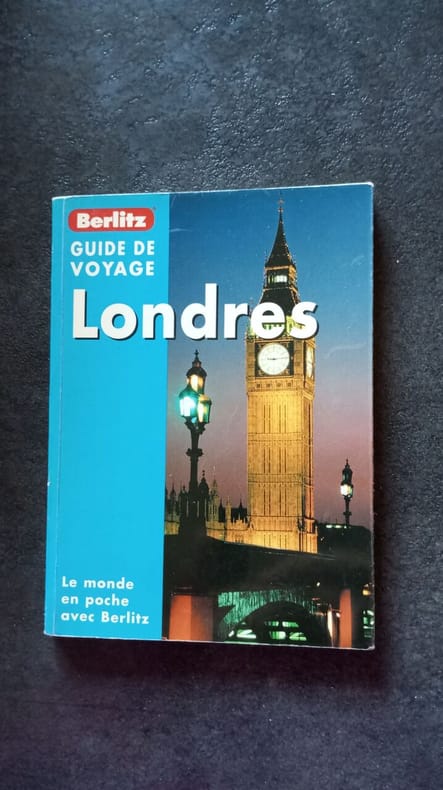 Berlitz
GUIDE DE
VOYAGE
Londres
Le monde
en poche
avec Berlitz